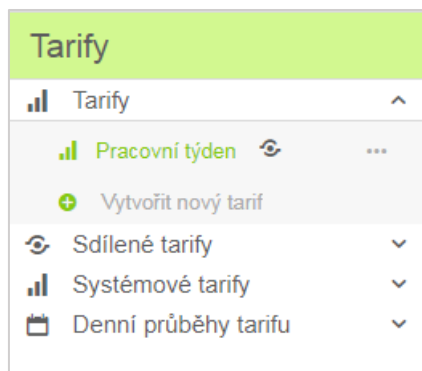 Tarify
Tarify
Pracovní týden
Vytvořit nový tarif
Sdílené tarify
Systémové tarify
Denní průběhy tarifu